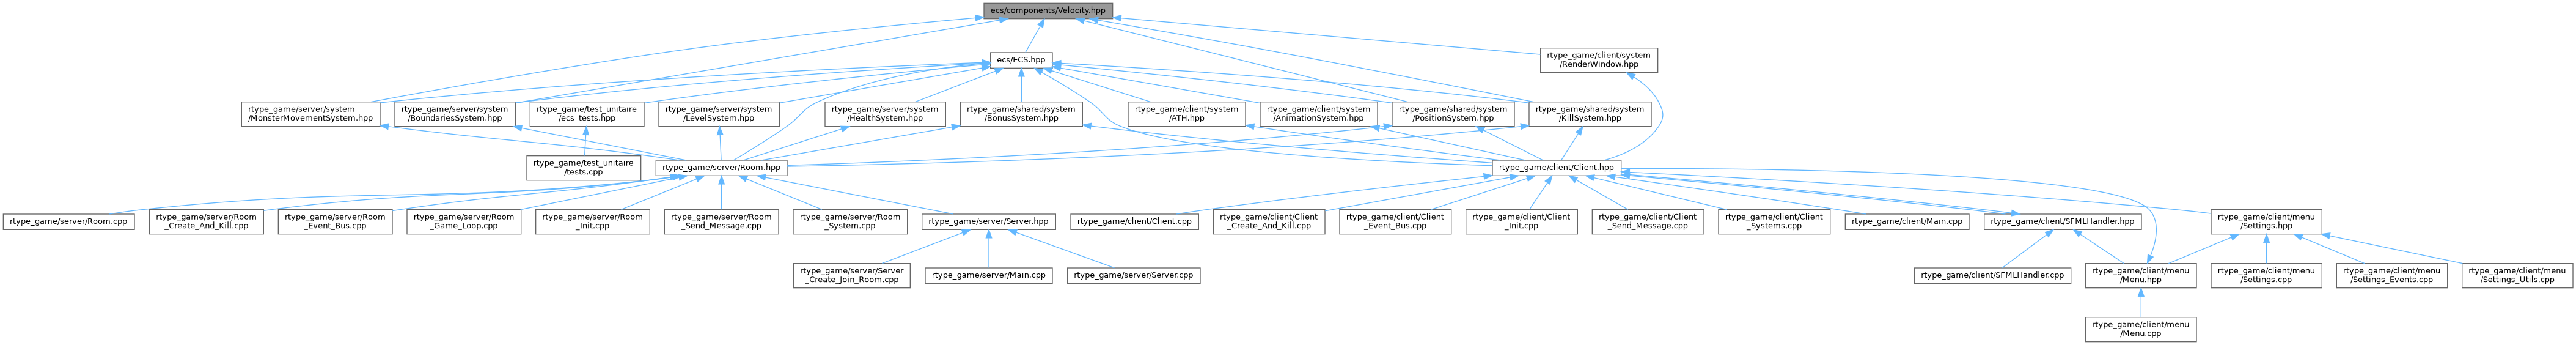 ecs/components/Velocity.hpp
ecs/ECS.hpp
rtype_game/client/system
/RenderWindow.hpp
rtype_game/server/system
/MonsterMovementSystem.hpp
rtype_game/server/system
/BoundariesSystem.hpp
rtype_game/test_unitaire
/ecs_tests.hpp
rtype_game/server/system
/LevelSystem.hpp
rtype_game/server/system
/HealthSystem.hpp
rtype_game/shared/system
/BonusSystem.hpp
rtype_game/client/system
/ATH.hpp
rtype_game/client/system
/AnimationSystem.hpp
rtype_game/shared/system
/PositionSystem.hpp
rtype_game/shared/system
/KillSystem.hpp
rtype_game/test_unitaire
/tests.cpp
rtype_game/server/Room.hpp
rtype_game/client/Client.hpp
rtype_game/server/Room.cpp
rtype_game/server/Room
_Create_And_Kill.cpp
rtype_game/server/Room
_Event_Bus.cpp
rtype_game/server/Room
_Game_Loop.cpp
rtype_game/server/Room
_Init.cpp
rtype_game/server/Room
_Send_Message.cpp
rtype_game/server/Room
_System.cpp
rtype_game/server/Server.hpp
rtype_game/client/Client.cpp
rtype_game/client/Client
_Create_And_Kill.cpp
rtype_game/client/Client
_Event_Bus.cpp
rtype_game/client/Client
_Init.cpp
rtype_game/client/Client
_Send_Message.cpp
rtype_game/client/Client
_Systems.cpp
rtype_game/client/Main.cpp
rtype_game/client/SFMLHandler.hpp
rtype_game/client/menu
/Settings.hpp
rtype_game/server/Server
_Create_Join_Room.cpp
rtype_game/server/Main.cpp
rtype_game/server/Server.cpp
rtype_game/client/SFMLHandler.cpp
rtype_game/client/menu
/Menu.hpp
rtype_game/client/menu
/Settings.cpp
rtype_game/client/menu
/Settings_Events.cpp
rtype_game/client/menu
/Settings_Utils.cpp
rtype_game/client/menu
/Menu.cpp